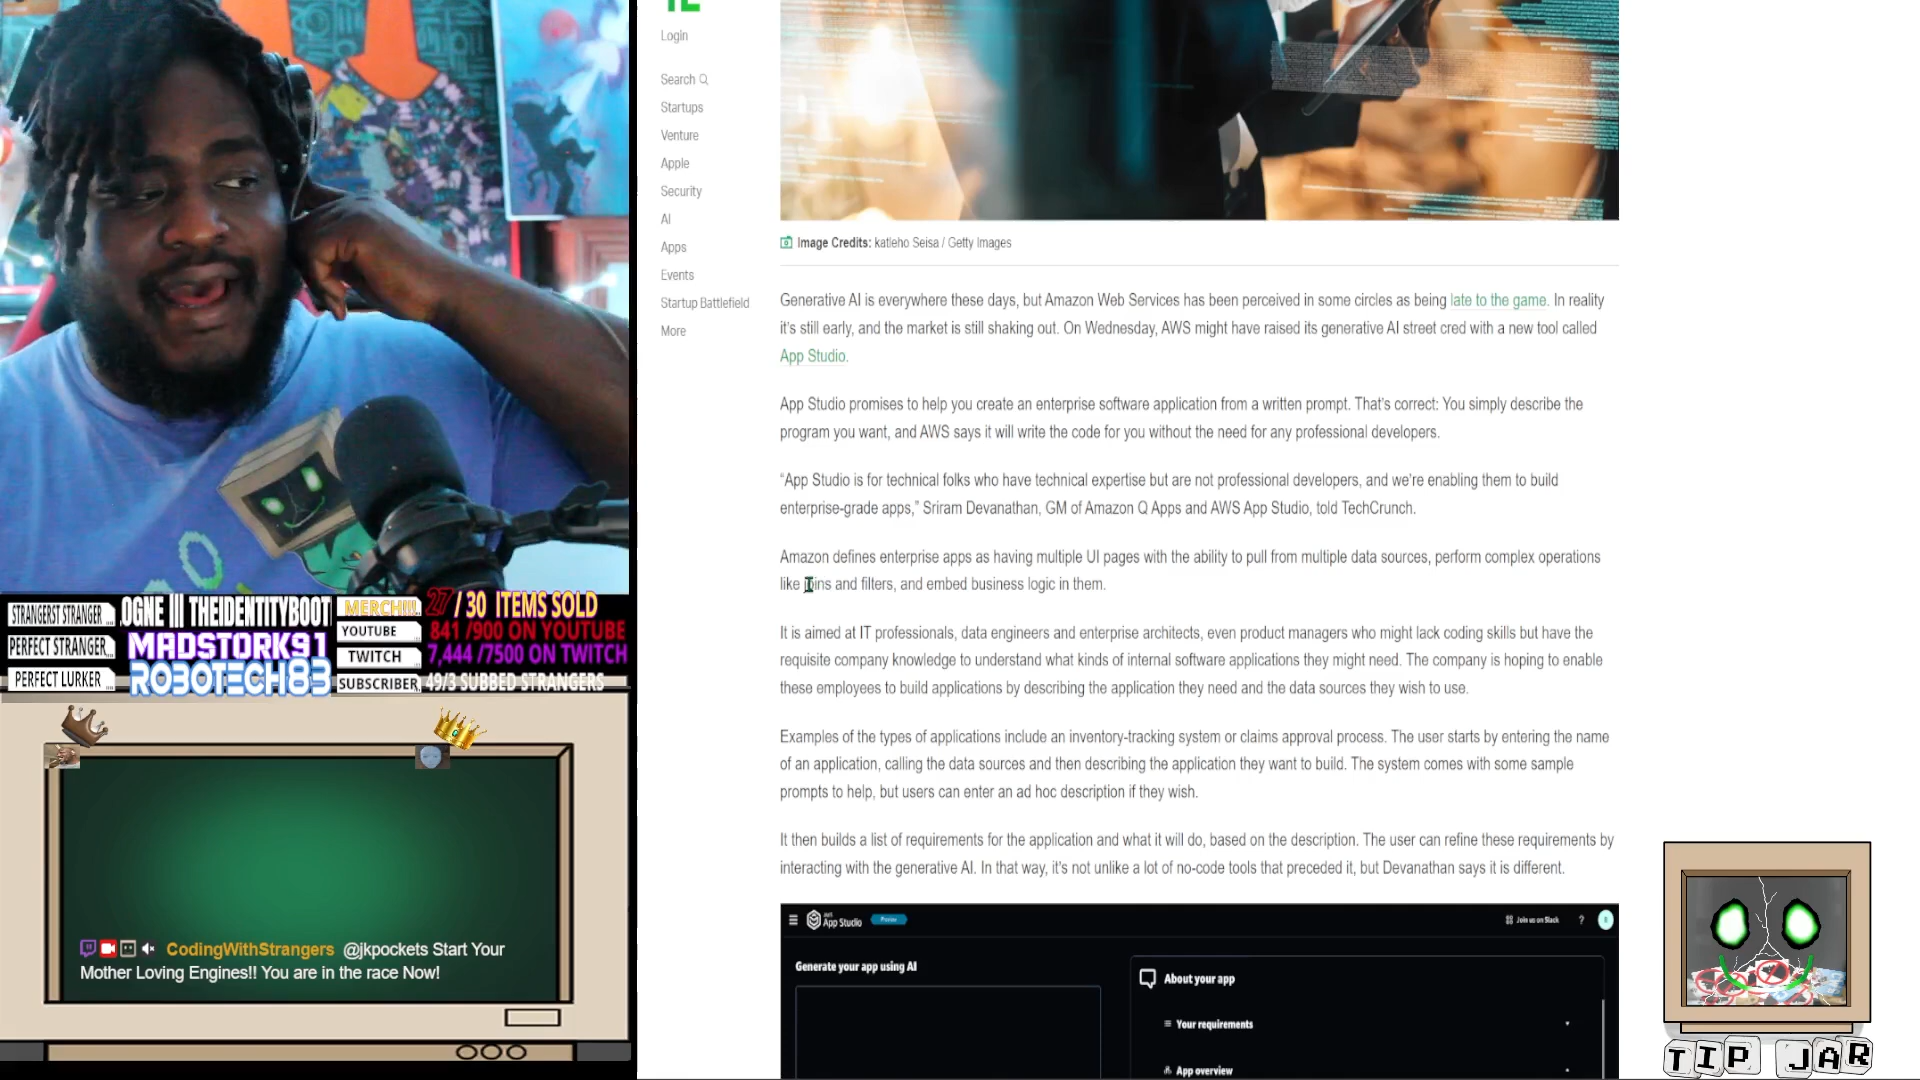 Login
Search
Startups
Venture
Apple
Security
AI
Apps
Events
Startup Battlefield
More
Image Credits: katleho Seisa / Getty Images
Generative AI is everywhere these days, but Amazon Web Services has been perceived in some circles as being late to the game. In reality
it's still early, and the market is still shaking out. On Wednesday, AWS might have raised its generative AI street cred with a new tool called
App Studio.
App Studio promises to help you create an enterprise software application from a written prompt. That's correct: You simply describe the
program you want, and AWS says it will write the code for you without the need for any professional developers.
“App Studio is for technical folks who have technical expertise but are not professional developers, and we're enabling them to build
enterprise-grade apps,” Sriram Devanathan, GM of Amazon Q Apps and AWS App Studio, told TechCrunch.
Amazon defines enterprise apps as having multiple UI pages with the ability to pull from multiple data sources, perform complex operations
like joins and filters, and embed business logic in them.
It is aimed at IT professionals, data engineers and enterprise architects, even product managers who might lack coding skills but have the
requisite company knowledge to understand what kinds of internal software applications they might need. The company is hoping to enable
these employees to build applications by describing the application they need and the data sources they wish to use.
Examples of the types of applications include an inventory-tracking system or claims approval process. The user starts by entering the name
of an application, calling the data sources and then describing the application they want to build. The system comes with some sample
prompts to help, but users can enter an ad hoc description if they wish.
It then builds a list of requirements for the application and what it will do, based on the description. The user can refine these requirements by
interacting with the generative AI. In that way, it's not unlike a lot of no-code tools that preceded it, but Devanathan says it is different.
aws
App Studio
Preview
Join us on Slack
?
Generate your app using AI
About your app
Your requirements
App overview
STRANGERST STRANGER
OGNE ||| THEIDENTITYBOOT
PERFECT STRANGER
MADSTORK91
PERFECT LURKER
ROBOTECH83
MERCH!!! 27/ 30 ITEMS SOLD
YOUTUBE 841 /900 ON YOUTUBE
TWITCH 7,444 /7500 ON TWITCH
SUBSCRIBER 49/3 SUBBED STRANGERS
CodingWithStrangers @jkpockets Start Your
Mother Loving Engines!! You are in the race Now!
TIP JAR